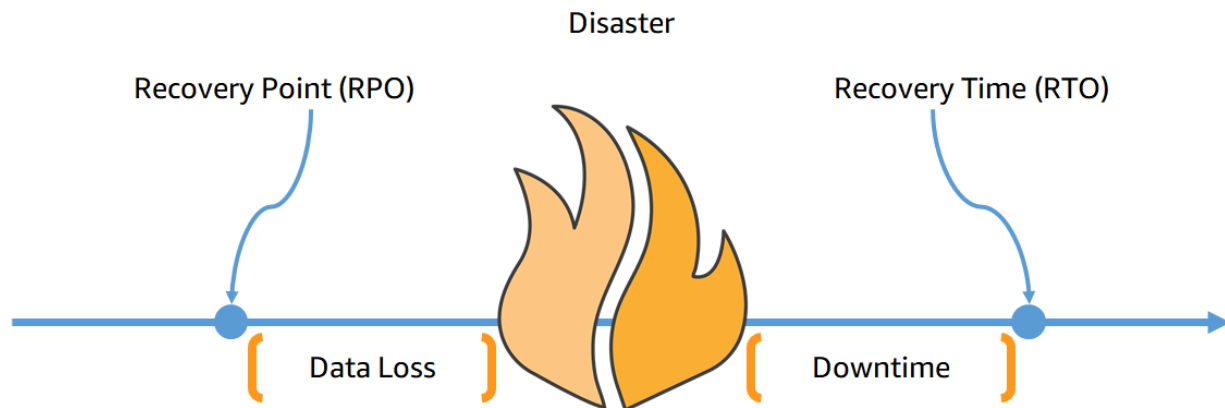 Disaster
Recovery Point (RPO)
Recovery Time (RTO)
Data Loss
Downtime